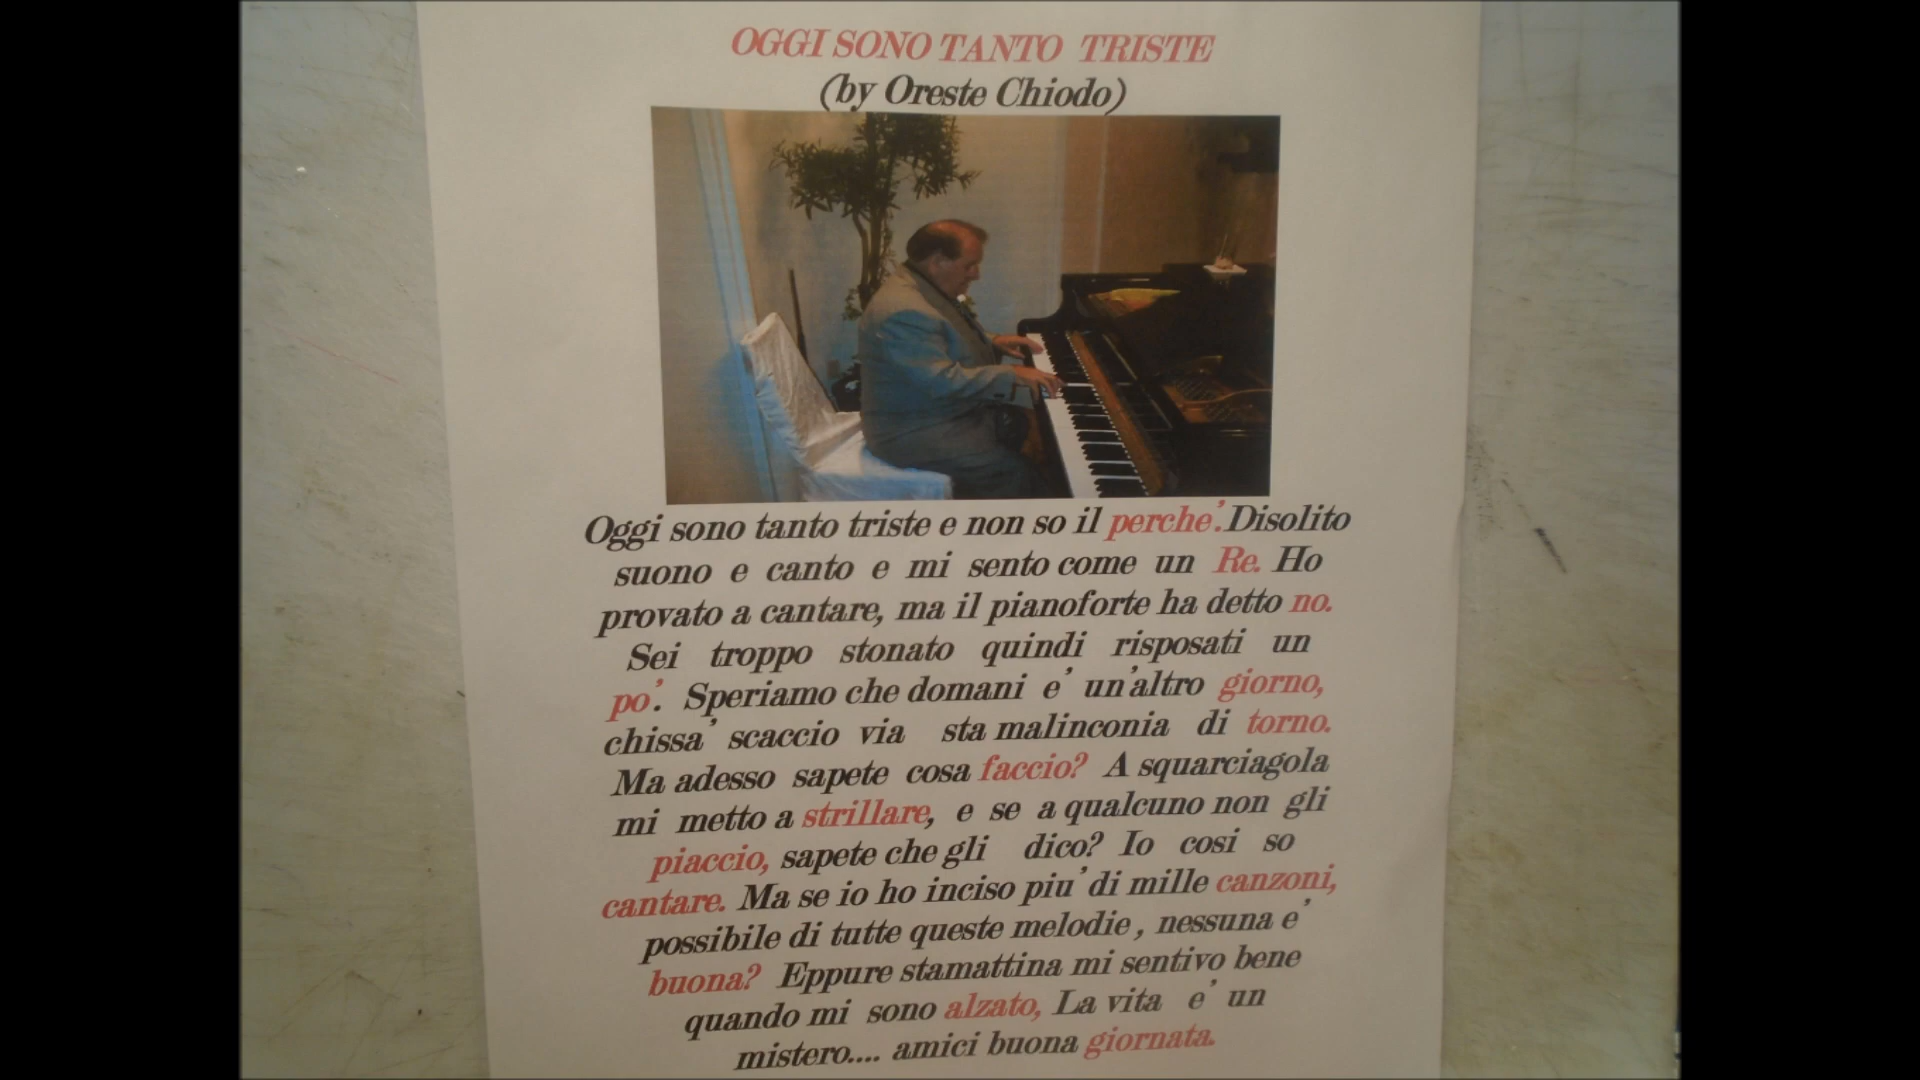 OGGI SONO TANTO TRISTE
(by Oreste Chiodo)
Oggi sono tanto triste e non so il perche'.Disolito
suono e canto e mi sento come un Re. Ho
provato a cantare, ma il pianoforte ha detto no.
Sei troppo stonato quindi risposati un
po'. Speriamo che domani e' un'altro giorno,
chissa' scaccio via sta malinconia di torno.
Ma adesso sapete cosa faccio? A squarciagola
mi metto a strillare, e se a qualcuno non gli
piaccio, sapete che gli dico? Io cosi so
cantare. Ma se io ho inciso piu' di mille canzoni,
possibile di tutte queste melodie, nessuna e'
buona? Eppure stamattina mi sentivo bene
quando mi sono alzato, La vita e' un
mistero.... amici buona giornata.